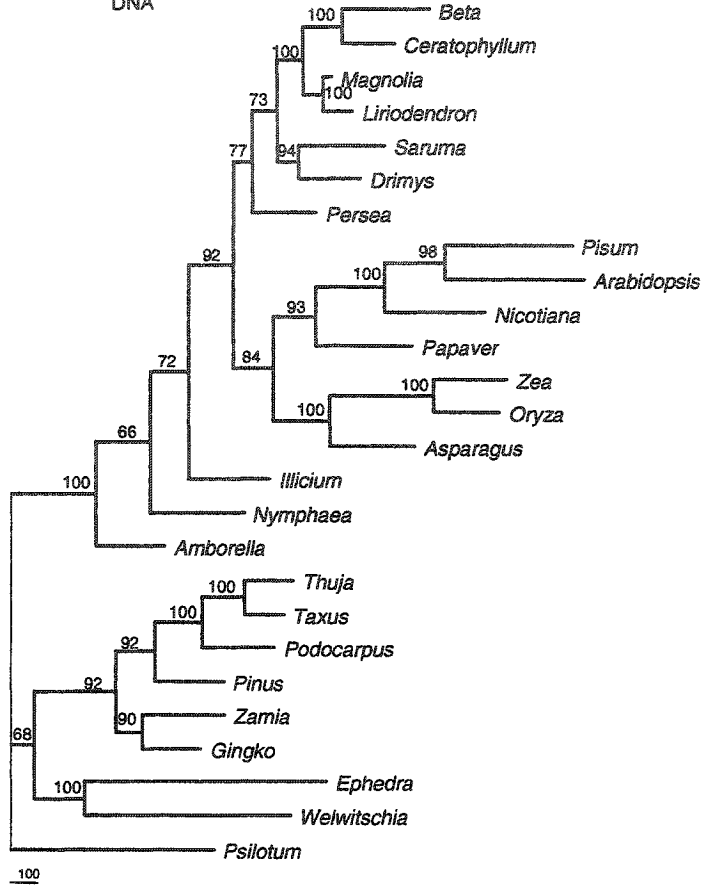 DNA
100 Beta
Ceratophyllum
100
Magnolia
100
Liriodendron
73
94 Saruma
Drimys
77
Persea
92
98 Pisum
Arabidopsis
100
Nicotiana
93
Papaver
84
100 Zea
Oryza
100
Asparagus
72
Illicium
66
Nymphaea
100
Amborella
100 Thuja
Taxus
100
Podocarpus
92
Pinus
92
90 Zamia
Gingko
68
100 Ephedra
Welwitschia
Psilotum
100